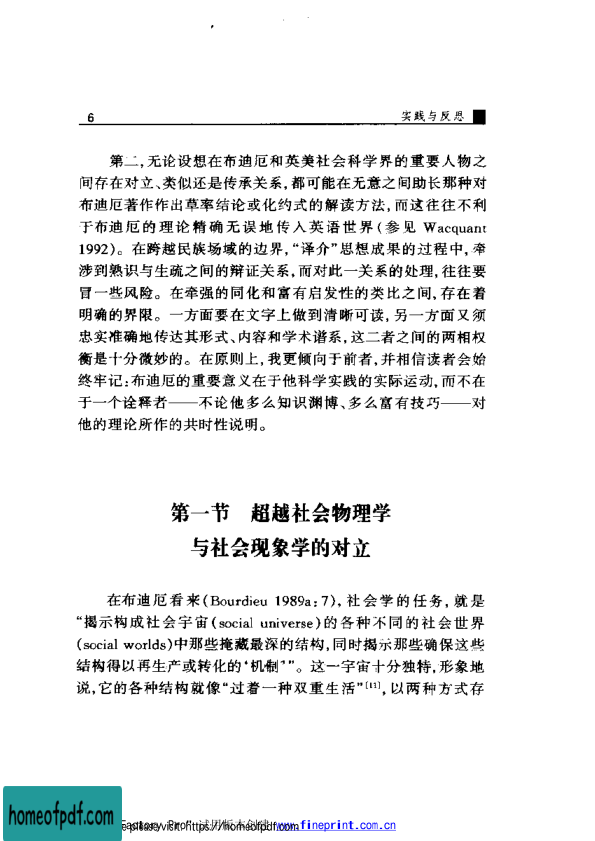 6
实践与反思
第二,无论设想在布迪厄和英美社会科学界的重要人物之
间存在对立、类似还是传承关系,都可能在无意之间助长那种对
布迪厄著作作出草率结论或化约式的解读方法,而这往往不利
于布迪厄的理论精确无误地传入英语世界(参见 Wacquant
1992)。在跨越民族场域的边界,“译介”思想成果的过程中,牵
涉到熟识与生疏之间的辩证关系,而对此一关系的处理,往往要
冒一些风险。在牵强的同化和富有启发性的类比之间,存在着
明确的界限。一方面要在文字上做到清晰可读,另一方面又须
忠实准确地传达其形式、内容和学术谱系,这二者之间的两相权
衡是十分微妙的。在原则上,我更倾向于前者,并相信读者会始
终牢记:布迪厄的重要意义在于他科学实践的实际运动,而不在
于一个诠释者——不论他多么知识渊博、多么富有技巧——对
他的理论所作的共时性说明。
第一节 超越社会物理学
与社会现象学的对立
在布迪厄看来(Bourdieu 1989a:7),社会学的任务,就是
“揭示构成社会宇宙(social universe)的各种不同的社会世界
(social worlds)中那些掩藏最深的结构,同时揭示那些确保这些
结构得以再生产或转化的‘机制’”。这一宇宙十分独特,形象地
说,它的各种结构就像“过着一种双重生活”[11],以两种方式存
homeofpdf.com
Factory Pro" 试用版本创建 www.fineprint.com.cn
please visit: https://homeofpdf.com